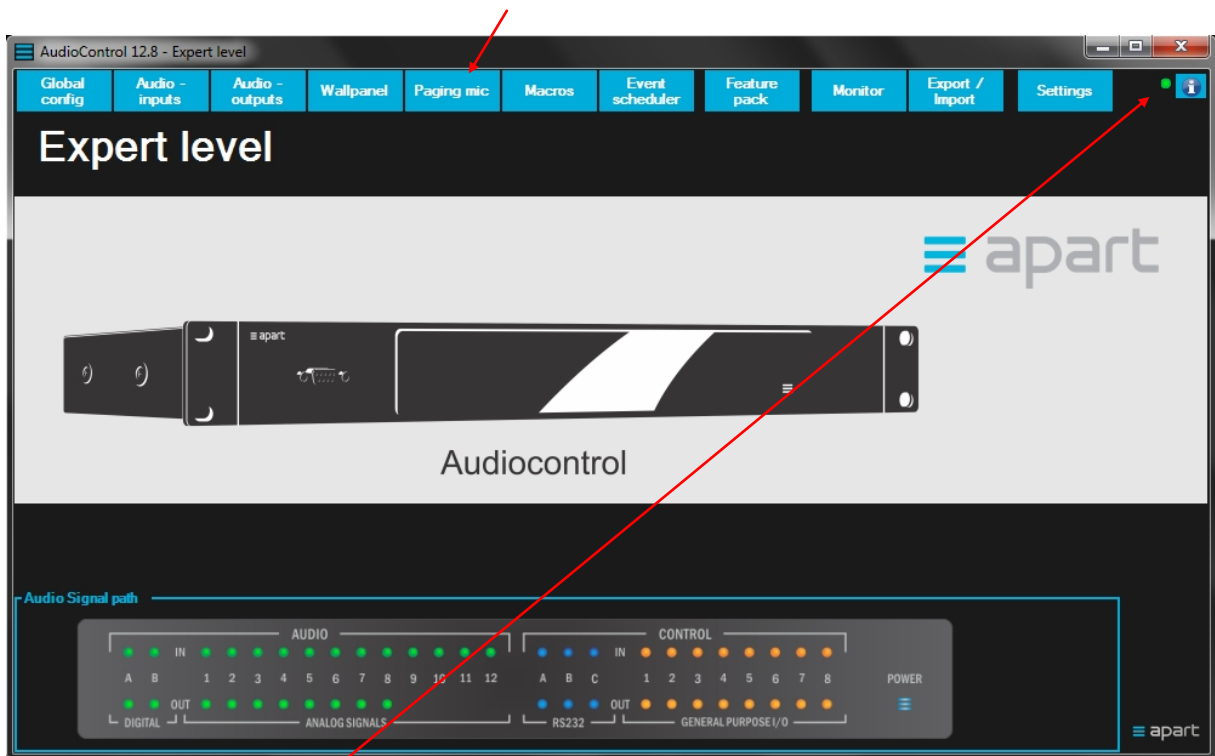 AudioControl 12.8 - Expert level
Global config
Audio - inputs
Audio - outputs
Wallpanel
Paging mic
Macros
Event scheduler
Feature pack
Monitor
Export / Import
Settings
Expert level
apart
apart
Audiocontrol
Audio Signal path
AUDIO CONTROL
IN IN
A B 1 2 3 4 5 6 7 8 9 10 11 12 A B C 1 2 3 4 5 6 7 8 POWER
OUT OUT
DIGITAL ANALOG SIGNALS RS232 GENERAL PURPOSE I/O
apart